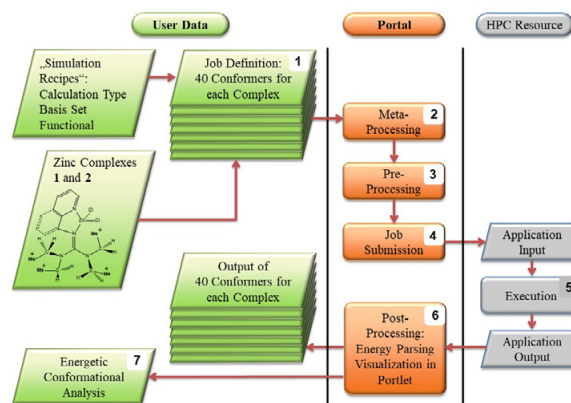 User Data
Portal
HPC Resource
„Simulation
Recipes“:
Calculation Type
Basis Set
Functional
Job Definition:
40 Conformers for
each Complex
1
Meta-
Processing
2
Pre-
Processing
3
Job
Submission
4
Application
Input
Execution
5
Application
Output
Zinc Complexes
1 and 2
Post-
Processing:
Energy Parsing
Visualization in
Portlet
6
Output of
40 Conformers for
each Complex
Energetic
Conformational
Analysis
7